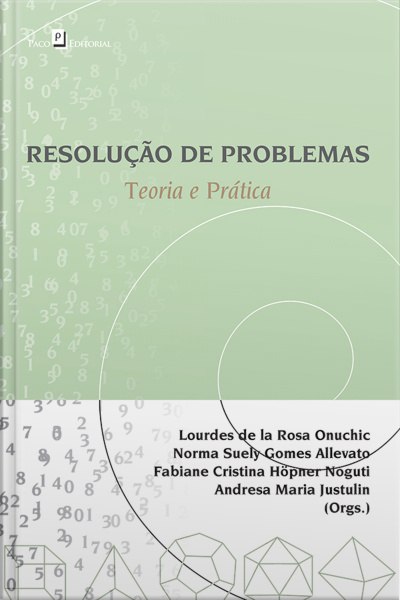 PACO EDITORIAL
RESOLUÇÃO DE PROBLEMAS
Teoria e Prática
Lourdes de la Rosa Onuchic
Norma Suely Gomes Allevato
Fabiane Cristina Höpner Noguti
Andresa Maria Justulin
(Orgs.)